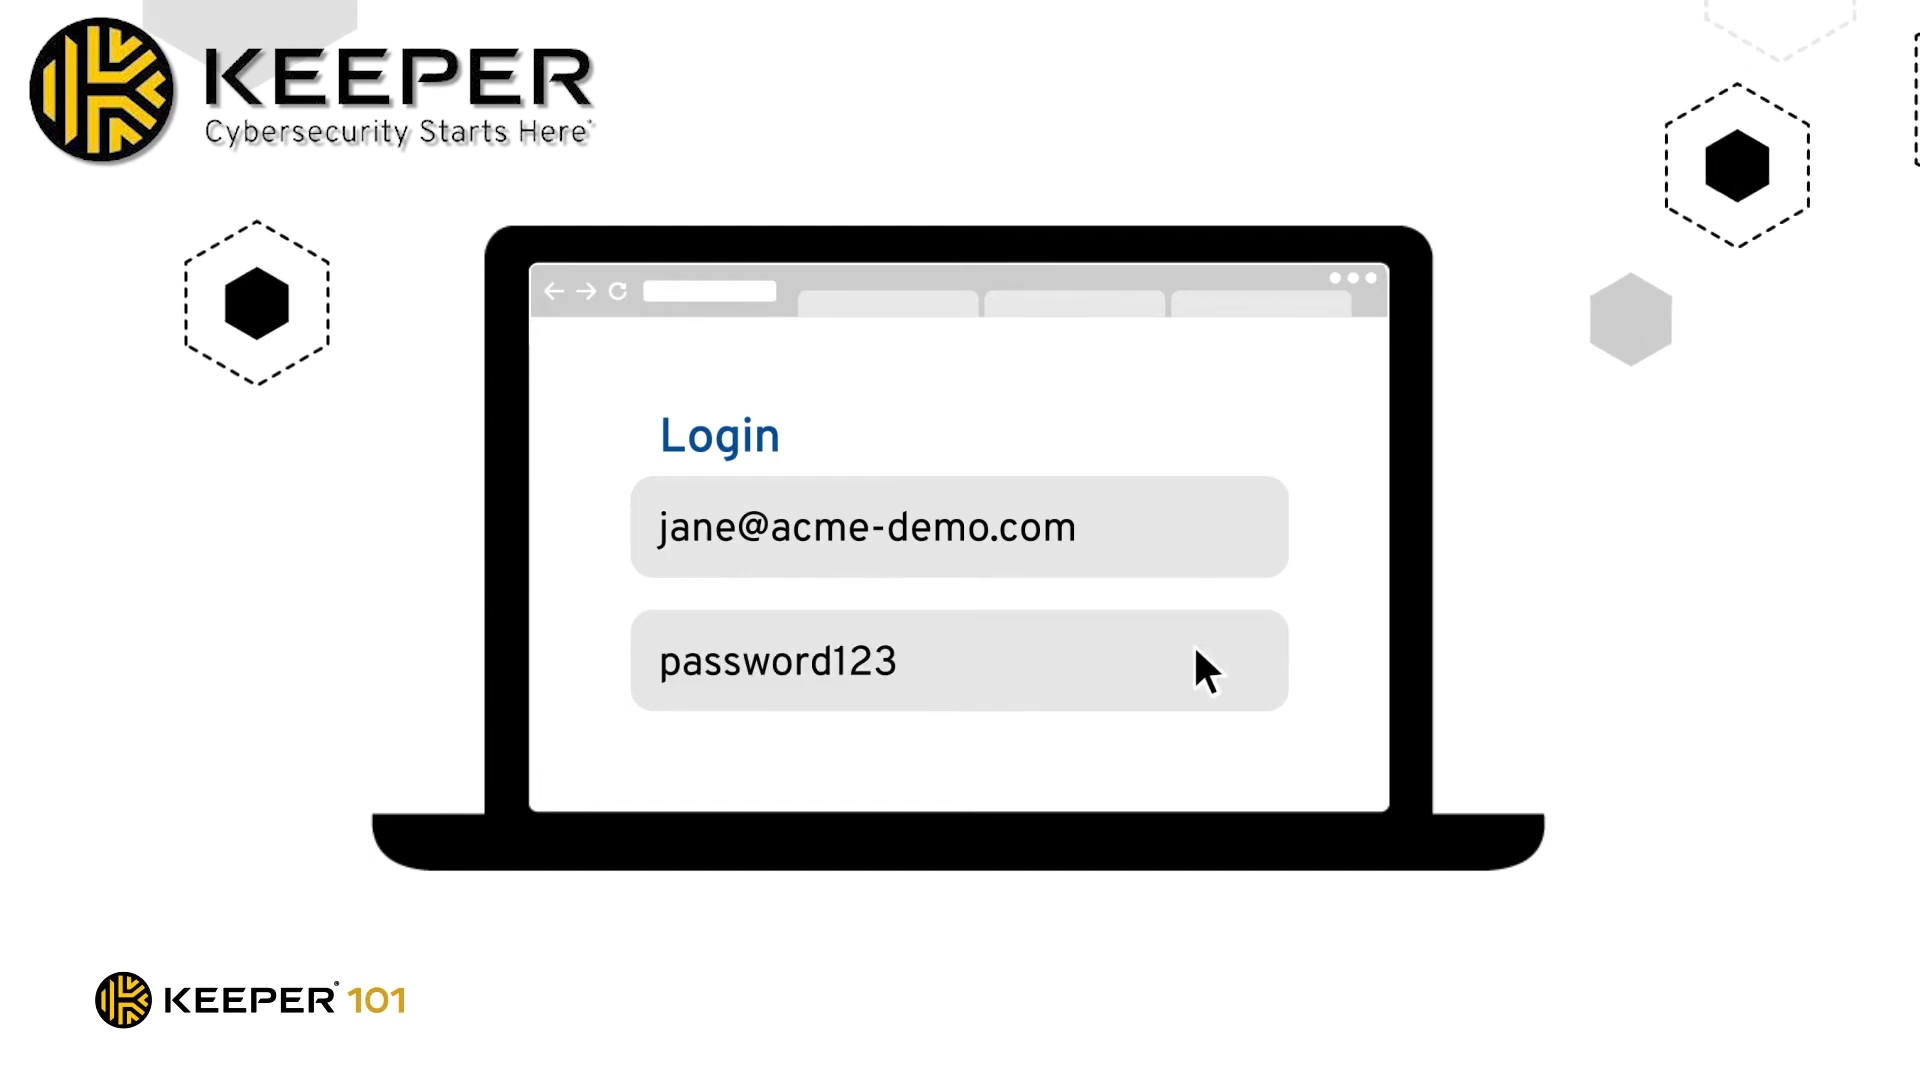 KEEPER
Cybersecurity Starts Here®
Login
jane@acme-demo.com
password123
KEEPER® 101